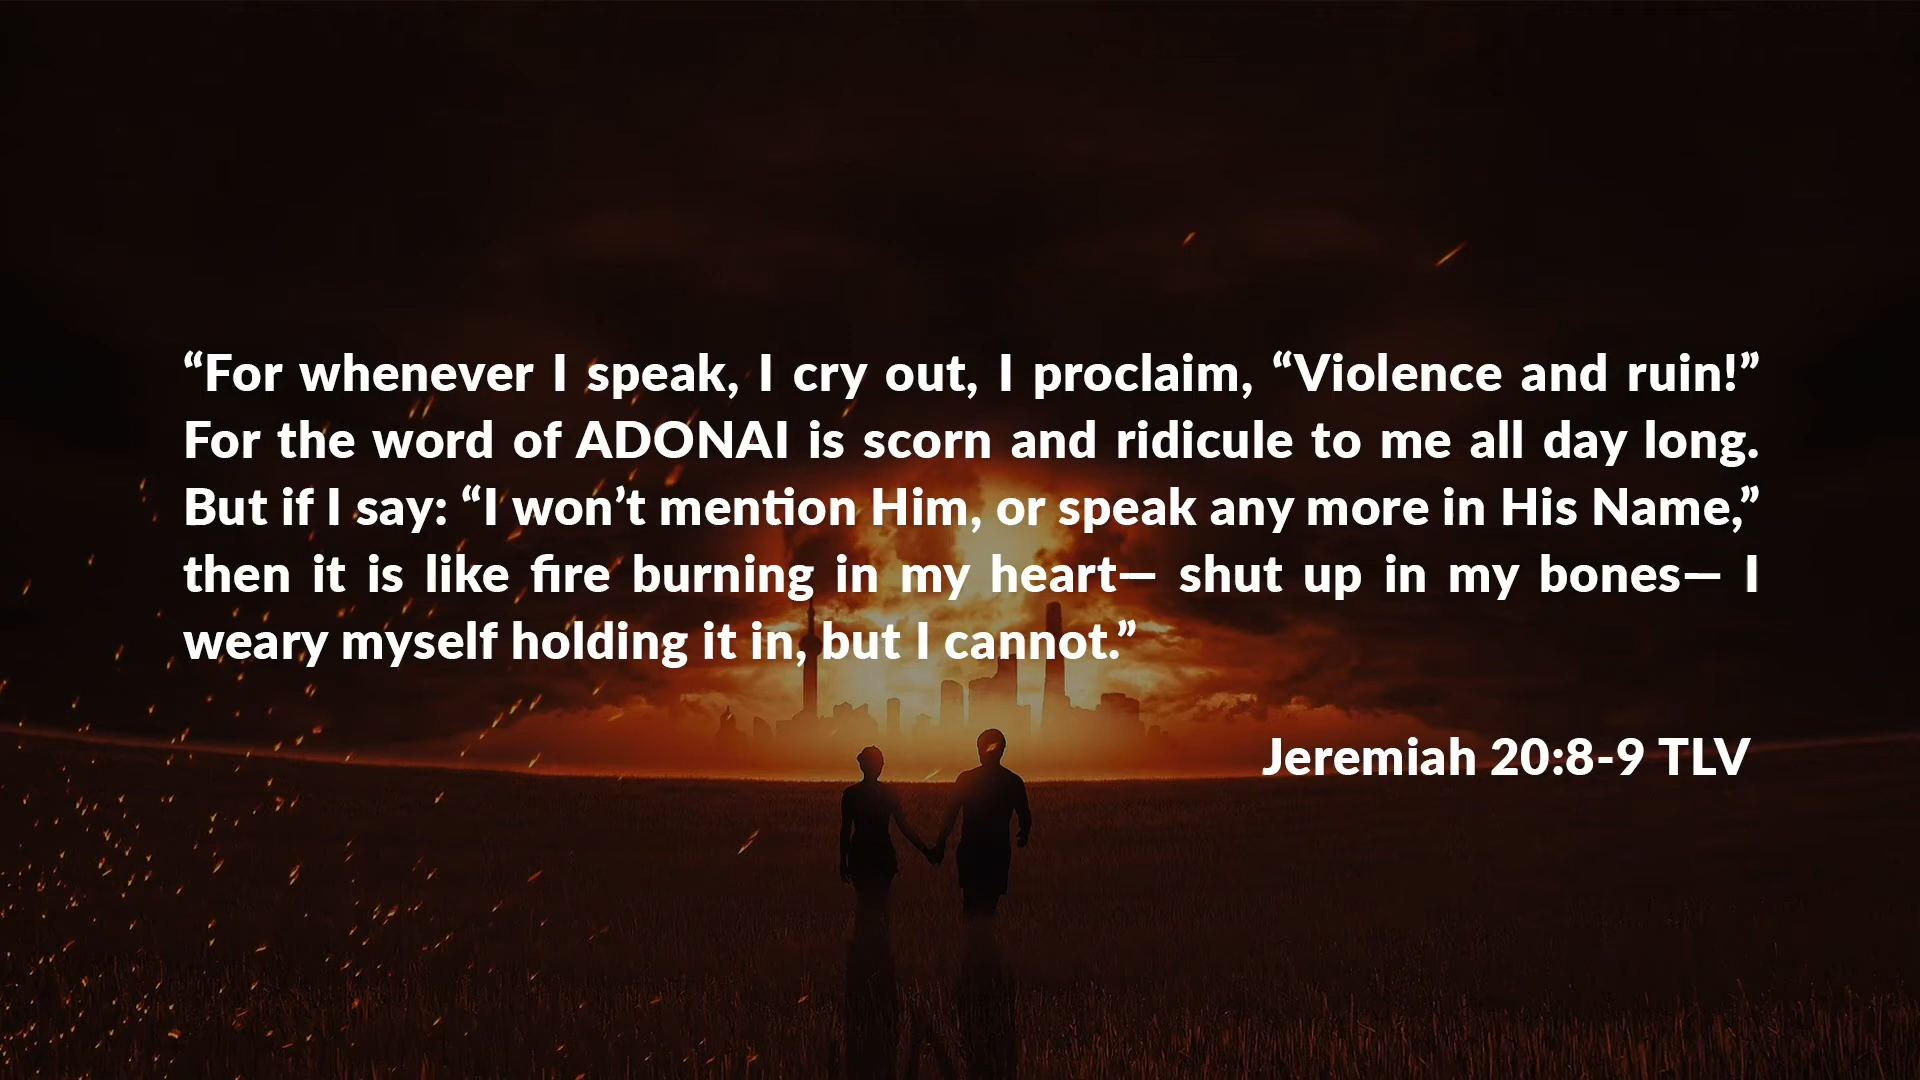 “For whenever I speak, I cry out, I proclaim, “Violence and ruin!”
For the word of ADONAI is scorn and ridicule to me all day long.
But if I say: “I won’t mention Him, or speak any more in His Name,”
then it is like fire burning in my heart— shut up in my bones— I
weary myself holding it in, but I cannot.”
Jeremiah 20:8-9 TLV